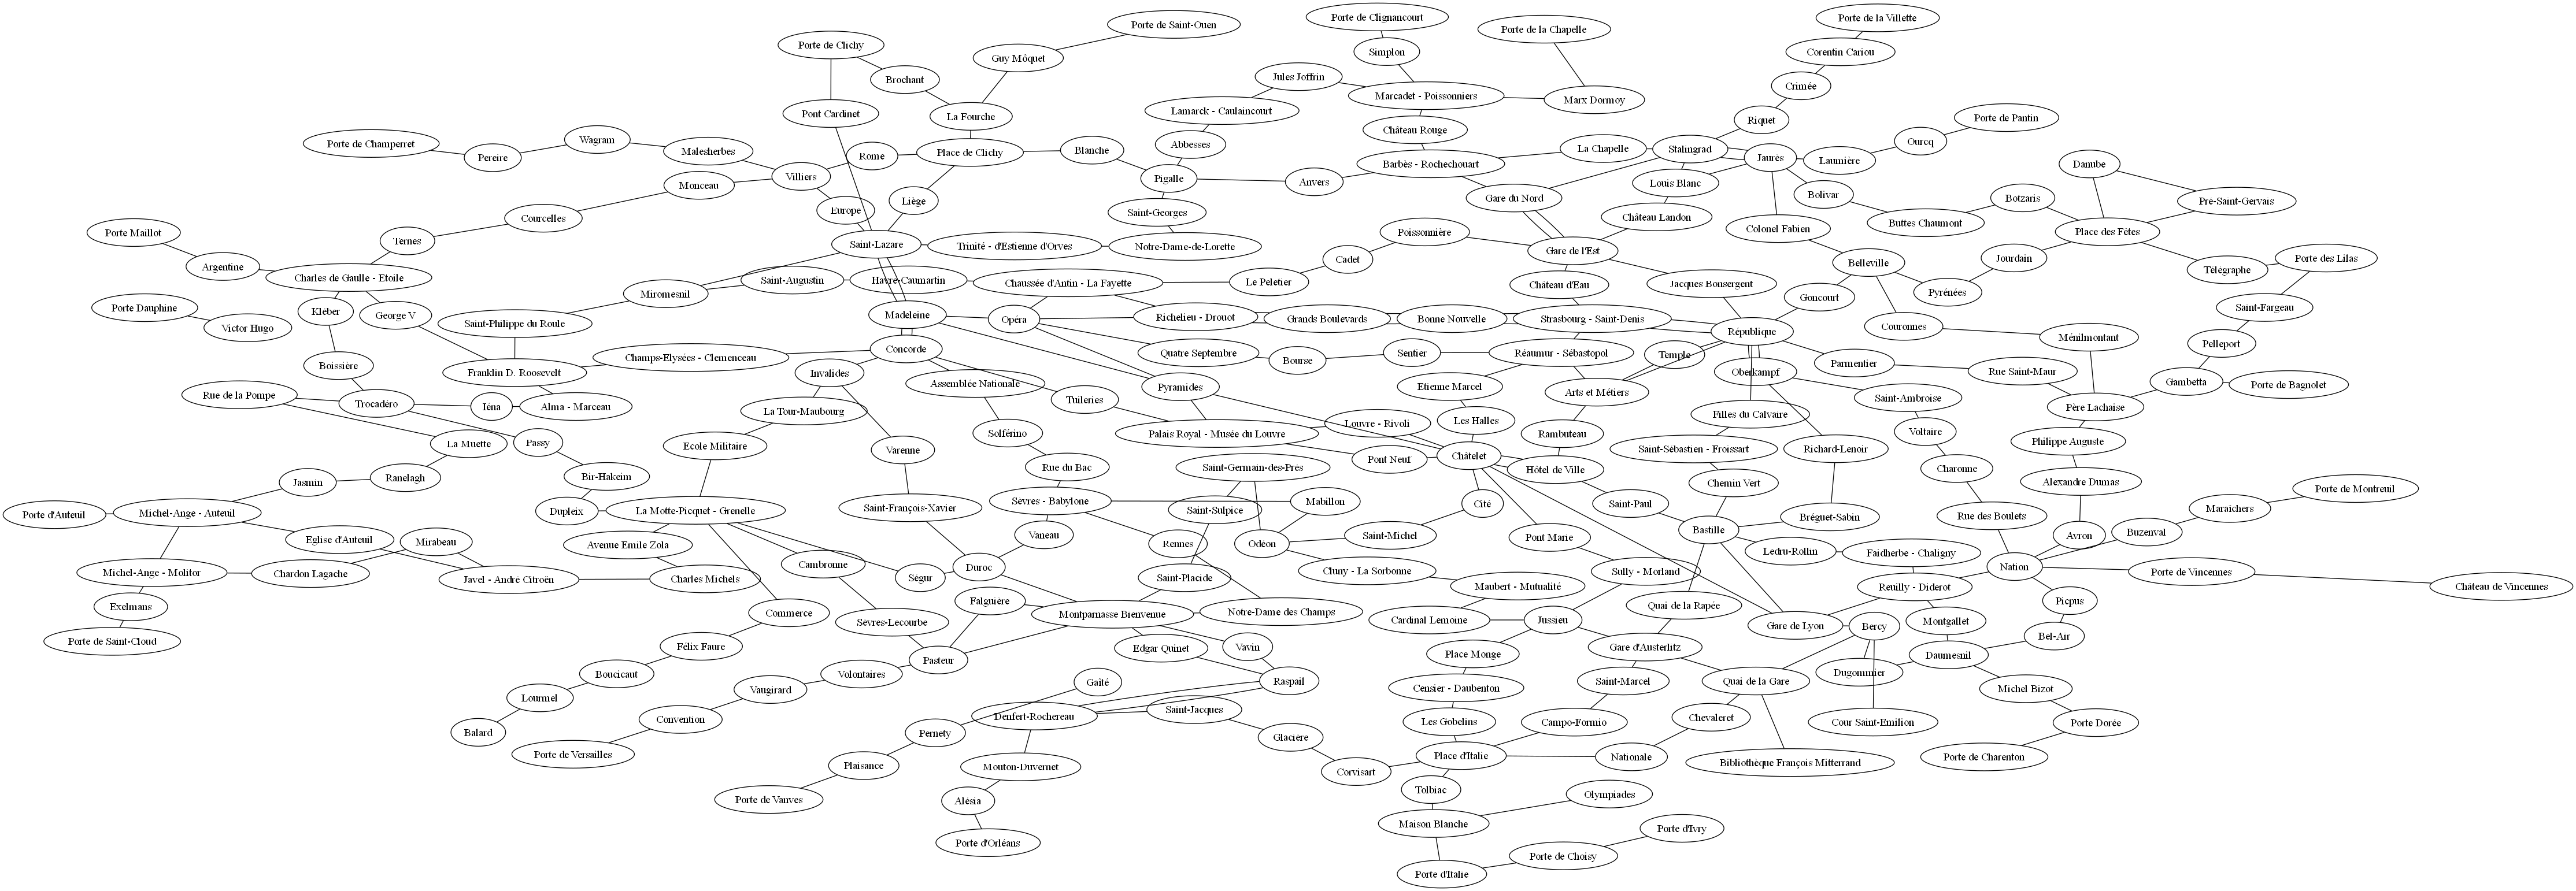 Porte de Clignancourt
Porte de la Villette
Porte de Saint-Ouen
Porte de la Chapelle
Porte de Clichy
Simplon
Corentin Cariou
Guy Môquet
Brochant
Jules Joffrin
Crimée
Marcadet - Poissonniers
Marx Dormoy
Lamarck - Caulaincourt
Pont Cardinet
La Fourche
Riquet
Porte de Pantin
Château Rouge
Wagram
Ourcq
Porte de Champerret
Abbesses
Malesherbes
Blanche
La Chapelle
Stalingrad
Place de Clichy
Rome
Pereire
Jaurès
Laumière
Barbès - Rochechouart
Danube
Villiers
Pigalle
Anvers
Louis Blanc
Monceau
Bolivar
Gare du Nord
Botzaris
Liège
Pré-Saint-Gervais
Europe
Saint-Georges
Courcelles
Château Landon
Buttes Chaumont
Colonel Fabien
Place des Fêtes
Porte Maillot
Poissonnière
Ternes
Saint-Lazare
Trinité - d'Estienne d'Orves
Notre-Dame-de-Lorette
Gare de l'Est
Cadet
Jourdain
Porte des Lilas
Belleville
Argentine
Télégraphe
Charles de Gaulle - Etoile
Saint-Augustin
Havre-Caumartin
Chaussée d'Antin - La Fayette
Le Peletier
Château d'Eau
Jacques Bonsergent
Miromesnil
Pyrénées
Goncourt
Porte Dauphine
Saint-Fargeau
Kleber
George V
Madeleine
Opéra
Richelieu - Drouot
Grands Boulevards
Bonne Nouvelle
Strasbourg - Saint-Denis
Saint-Philippe du Roule
Victor Hugo
Couronnes
République
Ménilmontant
Pelleport
Concorde
Quatre Septembre
Bourse
Sentier
Réaumur - Sébastopol
Temple
Champs-Elysées - Clemenceau
Parmentier
Boissière
Franklin D. Roosevelt
Invalides
Oberkampf
Rue Saint-Maur
Assemblée Nationale
Gambetta
Porte de Bagnolet
Etienne Marcel
Pyramides
Arts et Métiers
Rue de la Pompe
Tuileries
Saint-Ambroise
Trocadéro
Iéna
Alma - Marceau
La Tour-Maubourg
Père Lachaise
Filles du Calvaire
Les Halles
Louvre - Rivoli
Palais Royal - Musée du Louvre
Solférino
Rambuteau
Voltaire
La Muette
Passy
Ecole Militaire
Philippe Auguste
Varenne
Saint-Sébastien - Froissart
Richard-Lenoir
Châtelet
Pont Neuf
Rue du Bac
Saint-Germain-des-Prés
Hôtel de Ville
Charonne
Ranelagh
Bir-Hakeim
Jasmin
Chemin Vert
Alexandre Dumas
Porte de Montreuil
Sèvres - Babylone
Mabillon
Cité
Saint-Paul
Saint-François-Xavier
Maraîchers
Porte d'Auteuil
Michel-Ange - Auteuil
Dupleix
La Motte-Picquet - Grenelle
Saint-Sulpice
Rue des Boulets
Bréguet-Sabin
Bastille
Buzenval
Vaneau
Saint-Michel
Avron
Pont Marie
Eglise d'Auteuil
Mirabeau
Avenue Emile Zola
Rennes
Odéon
Ledru-Rollin
Faidherbe - Chaligny
Cambronne
Nation
Duroc
Cluny - La Sorbonne
Sully - Morland
Porte de Vincennes
Michel-Ange - Molitor
Chardon Lagache
Javel - André Citroën
Charles Michels
Ségur
Saint-Placide
Maubert - Mutualité
Reuilly - Diderot
Château de Vincennes
Falguière
Picpus
Exelmans
Quai de la Rapée
Commerce
Sèvres-Lecourbe
Montparnasse Bienvenue
Notre-Dame des Champs
Cardinal Lemoine
Jussieu
Montgallet
Gare de Lyon
Bercy
Porte de Saint-Cloud
Bel-Air
Félix Faure
Edgar Quinet
Vavin
Gare d'Austerlitz
Place Monge
Daumesnil
Pasteur
Dugommier
Boucicaut
Volontaires
Gaîté
Raspail
Saint-Marcel
Quai de la Gare
Vaugirard
Censier - Daubenton
Michel Bizot
Lourmel
Saint-Jacques
Denfert-Rochereau
Chevaleret
Convention
Les Gobelins
Campo-Formio
Cour Saint-Emilion
Porte Dorée
Balard
Pernety
Glacière
Porte de Versailles
Place d'Italie
Nationale
Porte de Charenton
Bibliothèque François Mitterrand
Plaisance
Mouton-Duvernet
Corvisart
Tolbiac
Olympiades
Porte de Vanves
Alésia
Maison Blanche
Porte d'Ivry
Porte d'Orléans
Porte de Choisy
Porte d'Italie